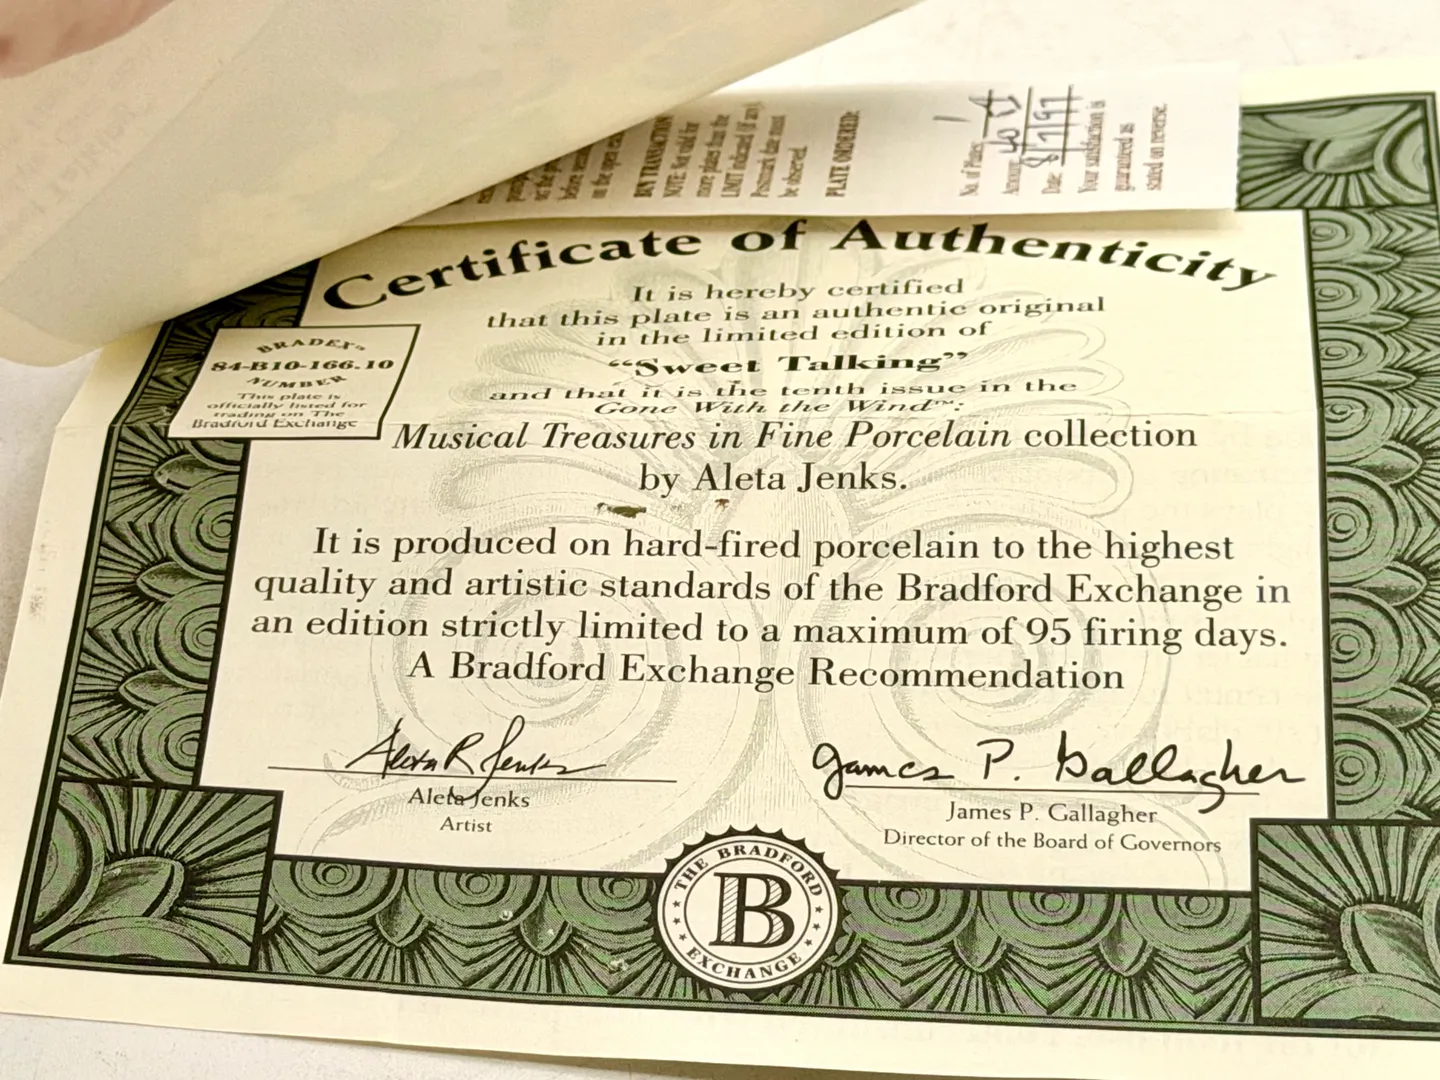 BUY TRANSACTION
NOTE: Not valid for
more plates than the
LIMIT indicated (if any).
Postmark date must
be observed.
PLATE ORDERED:
No. of Plates: 1
Amount:
Date: 8/7/97
Your satisfaction is
guaranteed as
stated on reverse.
Certificate of Authenticity
It is hereby certified
that this plate is an authentic original
in the limited edition of
“Sweet Talking”
and that it is the tenth issue in the
Gone With the Wind™:
Musical Treasures in Fine Porcelain collection
by Aleta Jenks.
BRADEX™
84-B10-166.10
NUMBER
This plate is
officially listed for
trading on The
Bradford Exchange
It is produced on hard-fired porcelain to the highest
quality and artistic standards of the Bradford Exchange in
an edition strictly limited to a maximum of 95 firing days.
A Bradford Exchange Recommendation
Aleta R Jenks
Aleta Jenks
Artist
James P. Gallagher
James P. Gallagher
Director of the Board of Governors
THE BRADFORD
B
EXCHANGE